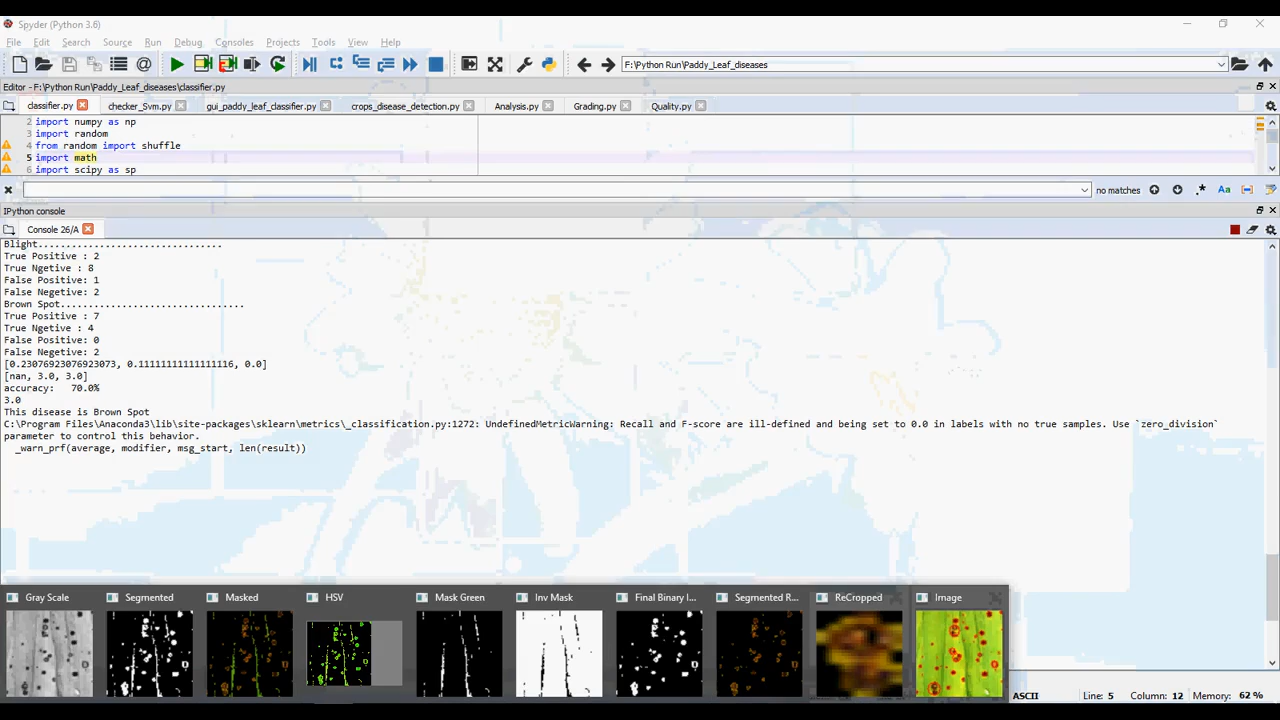 Spyder (Python 3.6)
File Edit Search Source Run Debug Consoles Projects Tools View Help
F:\Python Run\Paddy_Leaf_diseases
Editor - F:\Python Run\Paddy_Leaf_diseases\classifier.py
classifier.py checker_Svm.py gui_paddy_leaf_classifier.py crops_disease_detection.py Analysis.py Grading.py Quality.py
2 import numpy as np
3 import random
4 from random import shuffle
5 import math
6 import scipy as sp
no matches .* Aa
IPython console
Console 26/A
Blight.................................
True Positive : 2
True Ngetive : 8
False Positive: 1
False Negetive: 2
Brown Spot.................................
True Positive : 7
True Ngetive : 4
False Positive: 0
False Negetive: 2
[0.23076923076923073, 0.11111111111111116, 0.0]
[nan, 3.0, 3.0]
accuracy:   70.0%
3.0
This disease is Brown Spot
C:\Program Files\Anaconda3\lib\site-packages\sklearn\metrics\_classification.py:1272: UndefinedMetricWarning: Recall and F-score are ill-defined and being set to 0.0 in labels with no true samples. Use `zero_division`
parameter to control this behavior.
_warn_prf(average, modifier, msg_start, len(result))
Gray Scale Segmented Masked HSV Mask Green Inv Mask Final Binary I... Segmented R... ReCropped Image
ASCII Line: 5 Column: 12 Memory: 62 %